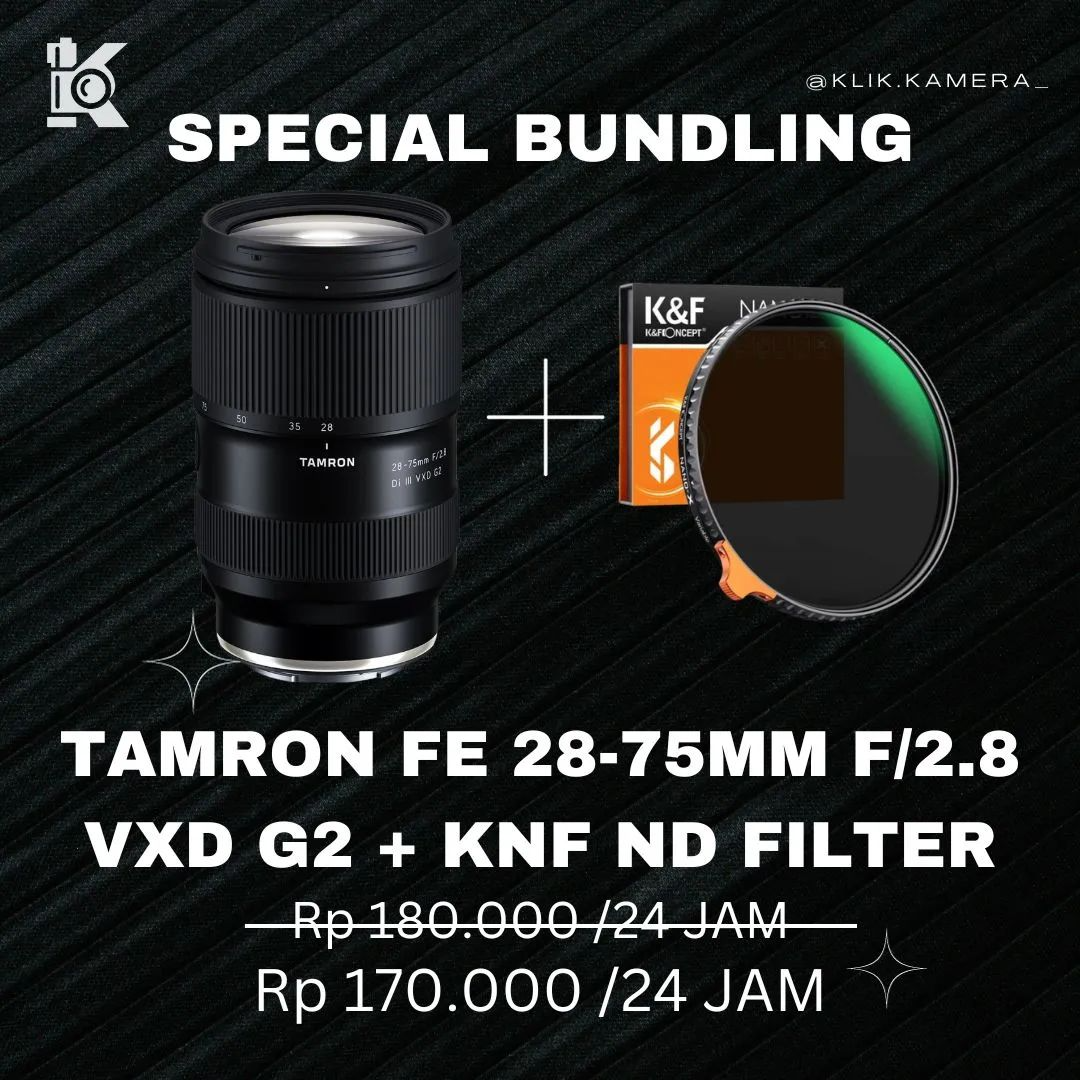 @KLIK.KAMERA_
SPECIAL BUNDLING
K&F
K&F CONCEPT
75 50 35 28
TAMRON
28-75mm F/2.8
Di III VXD G2
TAMRON FE 28-75MM F/2.8
VXD G2 + KNF ND FILTER
Rp 180.000 /24 JAM
Rp 170.000 /24 JAM